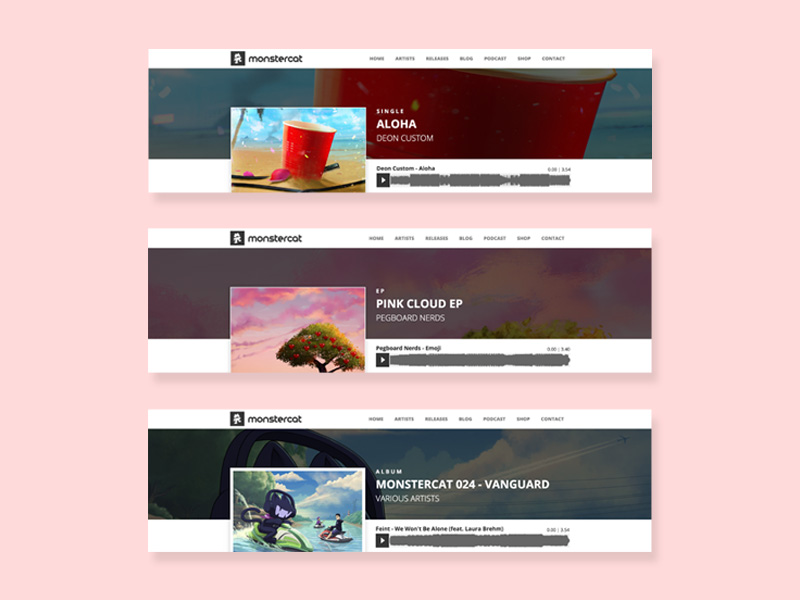 monstercat HOME ARTISTS RELEASES BLOG PODCAST SHOP CONTACT
SINGLE
ALOHA
DEON CUSTOM
Deon Custom - Aloha 0:00 | 3:54
monstercat HOME ARTISTS RELEASES BLOG PODCAST SHOP CONTACT
EP
PINK CLOUD EP
PEGBOARD NERDS
Pegboard Nerds - Emoji 0:00 | 3:40
monstercat HOME ARTISTS RELEASES BLOG PODCAST SHOP CONTACT
ALBUM
MONSTERCAT 024 - VANGUARD
VARIOUS ARTISTS
Feint - We Won't Be Alone (feat. Laura Brehm) 0:00 | 3:54